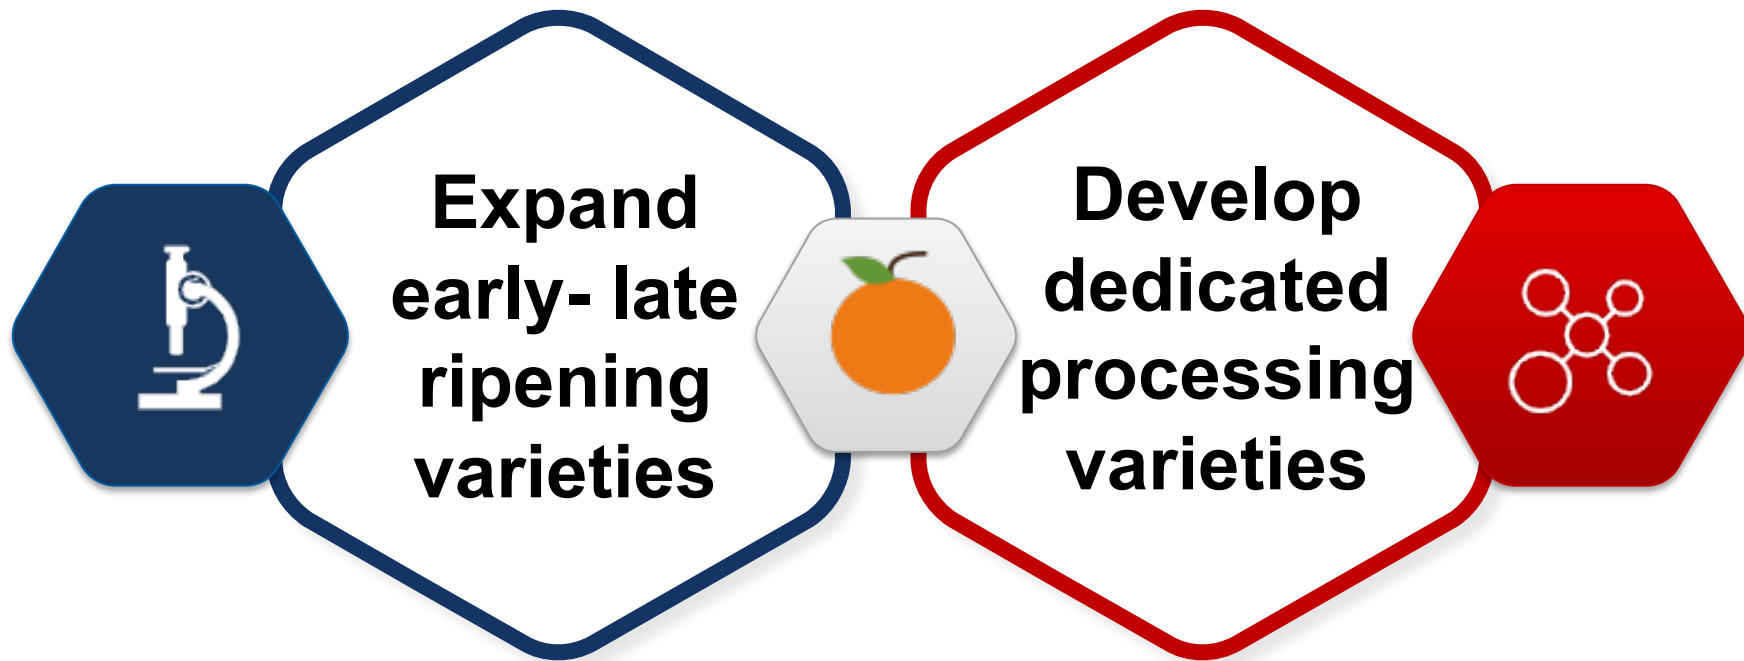 Expand
early- late
ripening
varieties
Develop
dedicated
processing
varieties